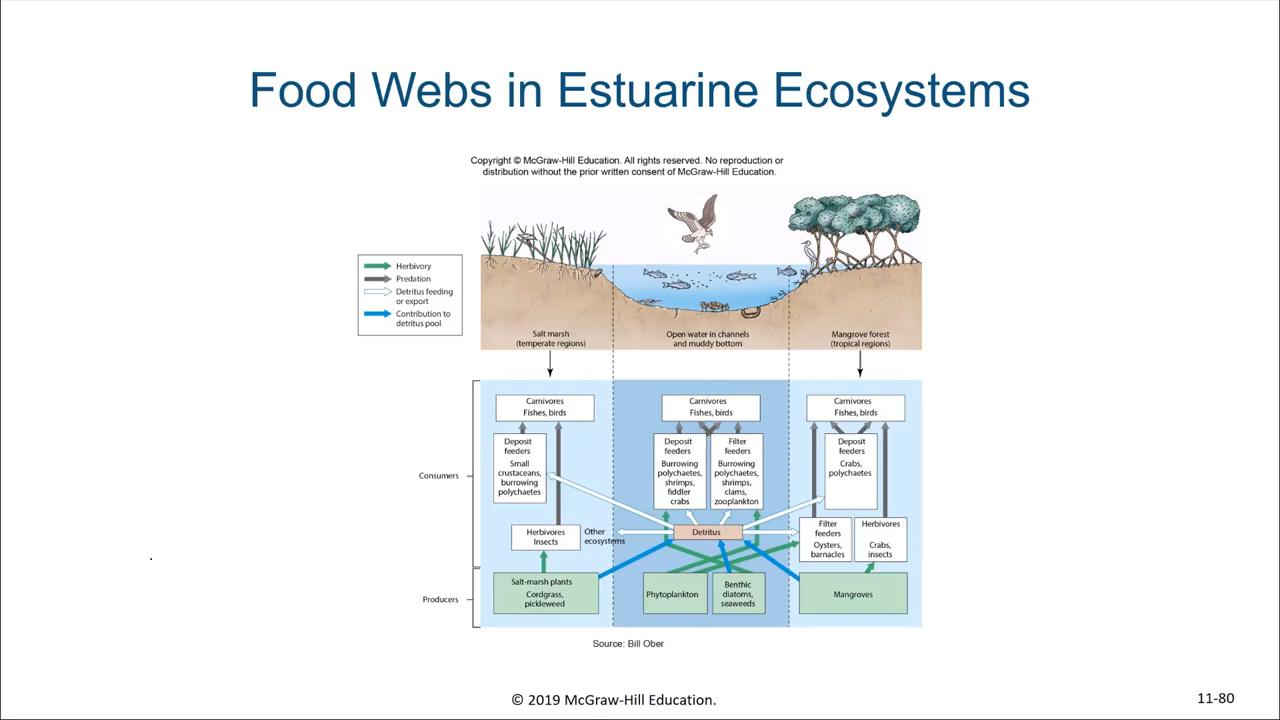 Food Webs in Estuarine Ecosystems
Copyright © McGraw-Hill Education. All rights reserved. No reproduction or
distribution without the prior written consent of McGraw-Hill Education.
Herbivory
Predation
Detritus feeding
or export
Contribution to
detritus pool
Salt marsh
(temperate regions)
Open water in channels
and muddy bottom
Mangrove forest
(tropical regions)
Consumers
Producers
Carnivores
Fishes, birds
Deposit
feeders
Small
crustaceans,
burrowing
polychaetes
Herbivores
Insects
Salt-marsh plants
Cordgrass,
pickleweed
Other
ecosystems
Carnivores
Fishes, birds
Deposit
feeders
Burrowing
polychaetes,
shrimps,
fiddler
crabs
Filter
feeders
Burrowing
polychaetes,
shrimps,
clams,
zooplankton
Detritus
Phytoplankton
Benthic
diatoms,
seaweeds
Carnivores
Fishes, birds
Deposit
feeders
Crabs,
polychaetes
Filter
feeders
Oysters,
barnacles
Herbivores
Crabs,
insects
Mangroves
Source: Bill Ober
© 2019 McGraw-Hill Education.
11-80